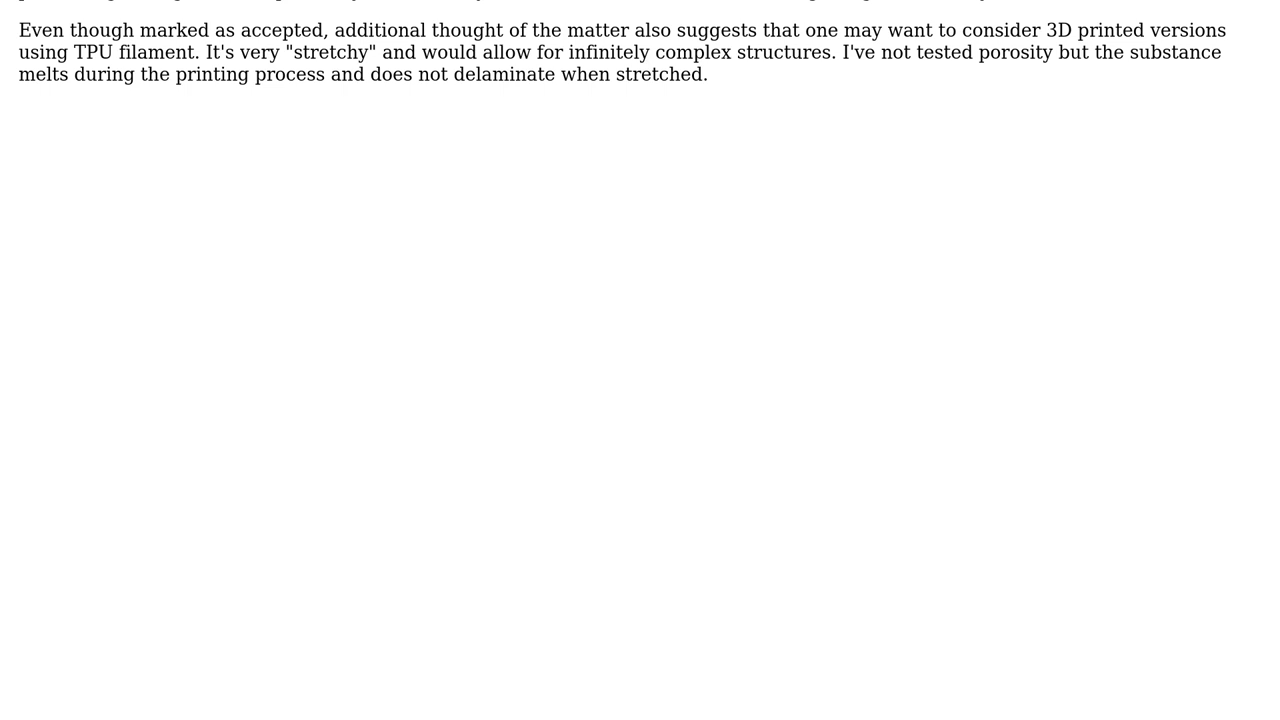 Even though marked as accepted, additional thought of the matter also suggests that one may want to consider 3D printed versions
using TPU filament. It's very "stretchy" and would allow for infinitely complex structures. I've not tested porosity but the substance
melts during the printing process and does not delaminate when stretched.